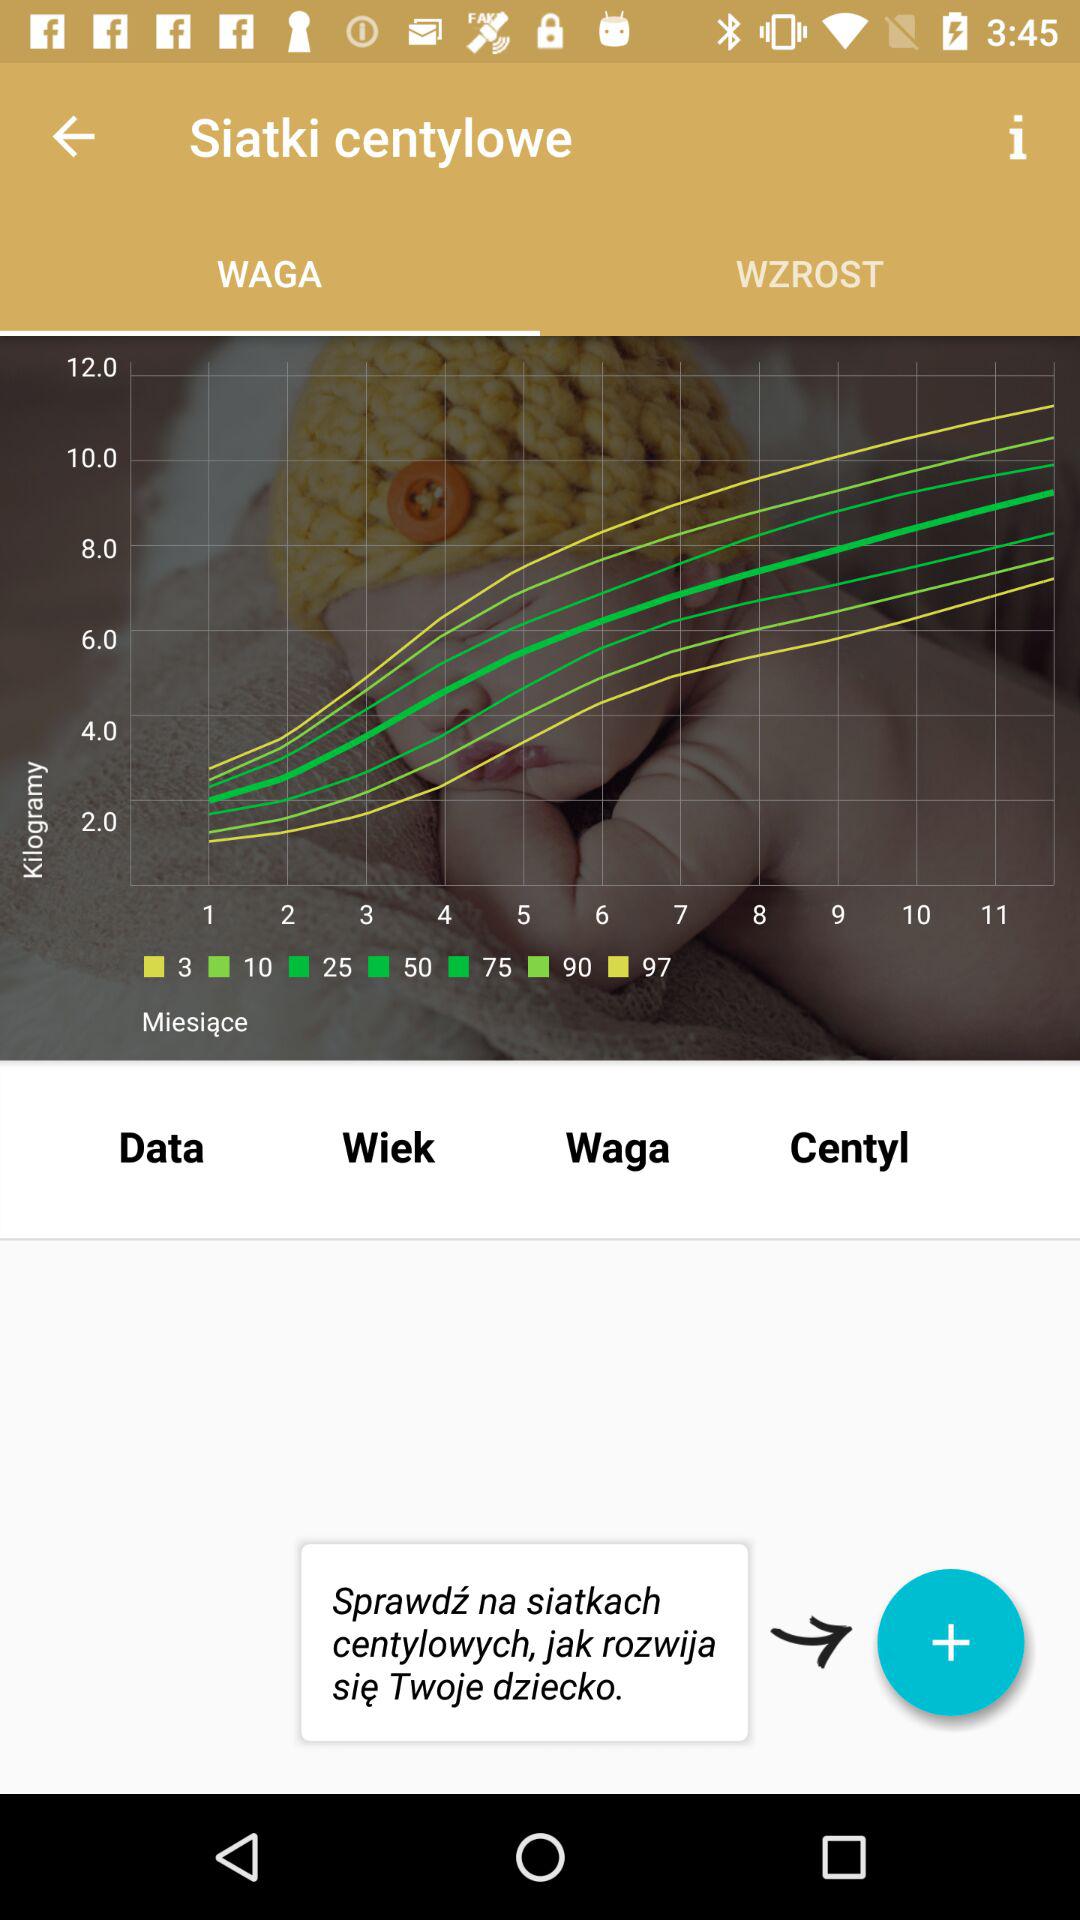 FAKE
3:45
Siatki centylowe
WAGA
WZROST
12.0
10.0
8.0
6.0
4.0
2.0
Kilogramy
1 2 3 4 5 6 7 8 9 10 11
3 10 25 50 75 90 97
Miesiące
Data Wiek Waga Centyl
Sprawdź na siatkach
centylowych, jak rozwija
się Twoje dziecko.